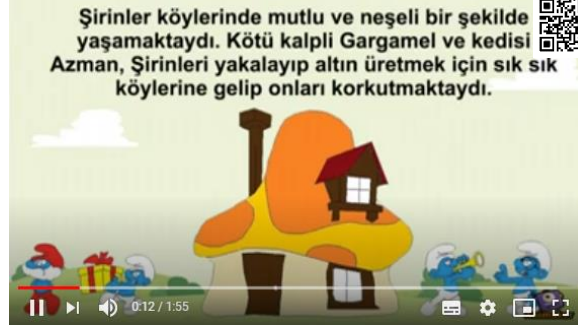 Şirinler köylerinde mutlu ve neşeli bir şekilde
yaşamaktaydı. Kötü kalpli Gargamel ve kedisi
Azman, Şirinleri yakalayıp altın üretmek için sık sık
köylerine gelip onları korkutmaktaydı.
0:12 / 1:55